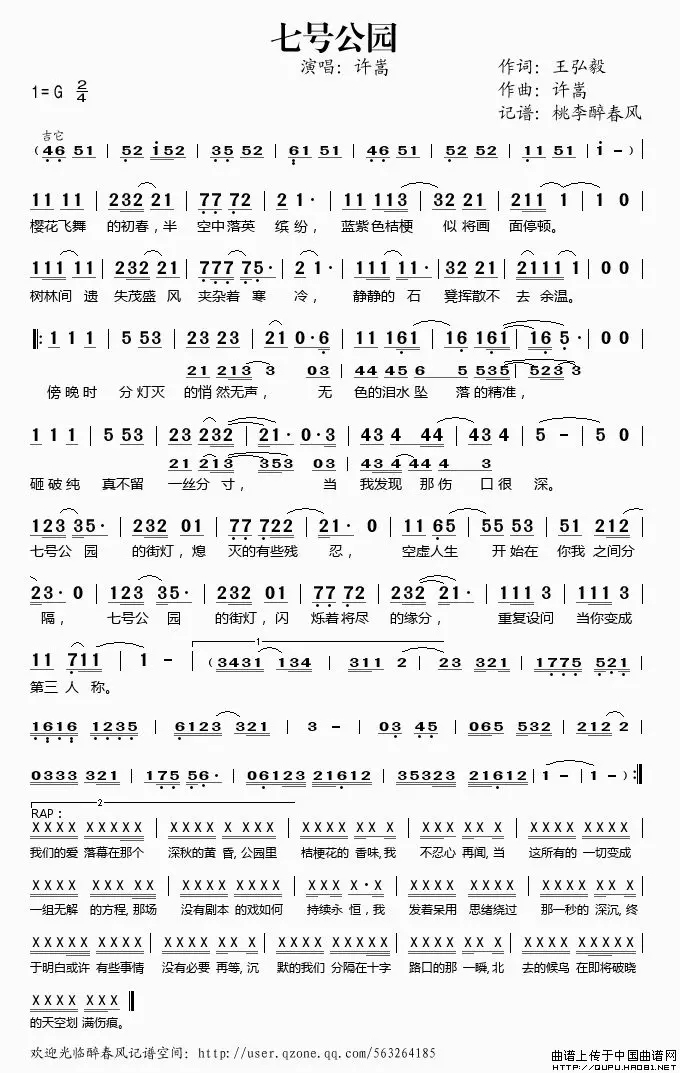 七号公园
演唱：许嵩
作词：王弘毅
1=G 2/4
作曲：许嵩
记谱：桃李醉春风
吉它
(46 51 | 52 i52 | 35 52 | 61 51 | 46 51 | 52 52 | 11 51 | i - )|
11 11 | 232 21 | 77 72 | 2 1· | 11 113 | 32 21 | 211 1 | 1 0
樱花飞舞 的初春，半 空中落英 缤纷， 蓝紫色桔梗 似将画 面停顿。
111 11 | 232 21 | 777 75· | 2 1· | 111 11· | 232 21 | 2111 1 | 00
树林间 遗 失茂盛 风 夹杂着 寒 冷， 静静的 石 凳挥散不 去 余温。
‖: 1 1 1 | 5 53 | 23 23 | 21 0·6 | 11 161 | 16 161 | 16 5· | 00
21 213 3 03 | 44 45 6 5 535 | 523 3
傍晚时 分灯灭 的悄然无声， 无 色的泪水坠 落的精准，
1 1 1 | 5 53 | 23 232 | 21· 0·3 | 43 4 44 | 43 4 | 5 - | 5 0
21 213 353 03 | 43 4 44 4 3
砸破纯 真不留 一丝分寸， 当 我发现 那伤 口很 深。
123 35· | 232 01 | 77 722 | 21· 0 | 11 65 | 55 53 | 51 212
七号公 园 的街灯，熄 灭的有些残 忍， 空虚人生 开始在 你我 之间分
23· 0 | 123 35· | 232 01 | 77 72 | 232 21· | 111 3 | 111 3
隔， 七号公 园 的街灯，闪 烁着将尽 的缘分， 重复设问 当你变成
1
11 711 | 1 - | (3431 134 | 311 2 | 23 321 | 1775 521 |
第三 人 称。
1616 1235 | 6123 321 | 3 - | 03 45 | 065 532 | 212 2
0333 321 | 175 56· | 06123 21612 | 35323 21612 | 1 - | 1 - ):‖
2
RAP：
XXXX XXXXX | XXXX XXXX | XXXX XXX | XXXX XXX | XXXX XXXX
我们的爱 落幕在那个 深秋的黄 昏，公园里 桔梗花的 香味，我 不忍心 再闻，当 这所有的 一切变成
XXXX XXX XX | XXXX XXXX | XXXX X·X | XXXX XXXX | XXXX XXX
一组无解 的方程，那场 没有剧本 的戏如何 持续永 恒，我 发着呆用 思绪绕过 那一秒的 深沉，终
XXXXX XXXX | XXXX XXX | XXXX XXXXX | XXXX XXX | XXXX XXXXX
于明白或许 有些事情 没有必要 再等，沉 默的我们 分隔在十字 路口的那 一瞬，北 去的候鸟 在即将破晓
XXXX XXX ‖
的天空划 满伤痕。
欢迎光临醉春风记谱空间：http://user.qzone.qq.com/563264185
曲谱上传于中国曲谱网
HTTP://QUPU.HAO81.NET